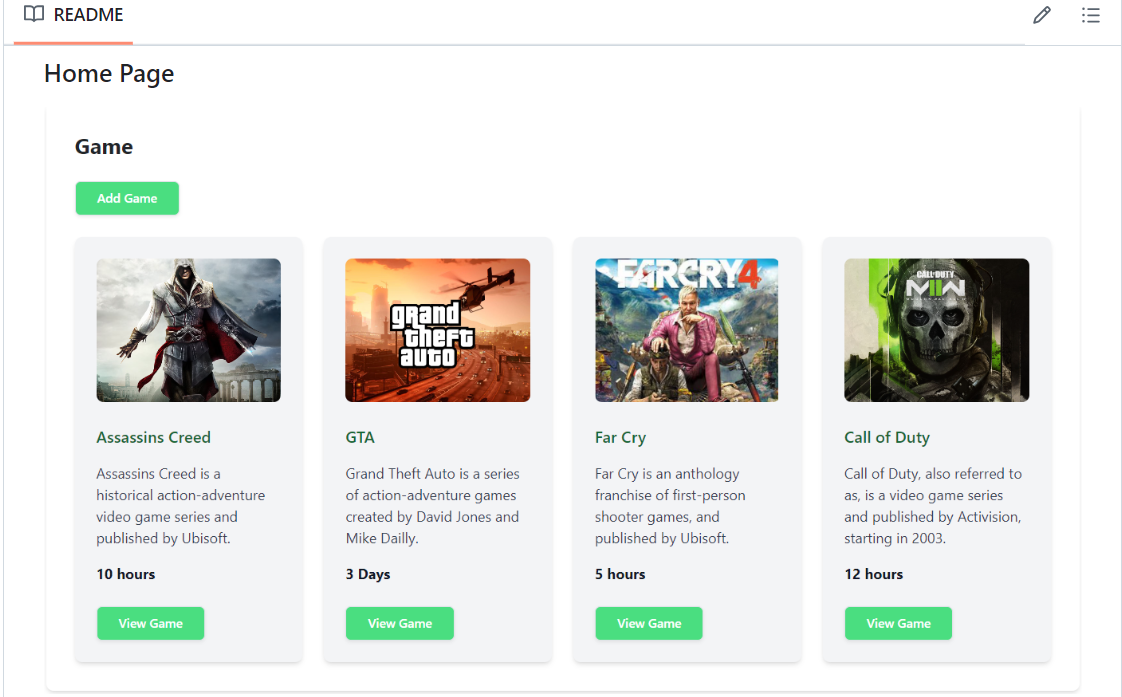 README
Home Page
Game
Add Game
grand
theft
auto
FARCRY4
CALL OF DUTY
MWII
Assassins Creed
GTA
Far Cry
Call of Duty
Assassins Creed is a
historical action-adventure
video game series and
published by Ubisoft.
Grand Theft Auto is a series
of action-adventure games
created by David Jones and
Mike Dailly.
Far Cry is an anthology
franchise of first-person
shooter games, and
published by Ubisoft.
Call of Duty, also referred to
as, is a video game series
and published by Activision,
starting in 2003.
10 hours
3 Days
5 hours
12 hours
View Game
View Game
View Game
View Game